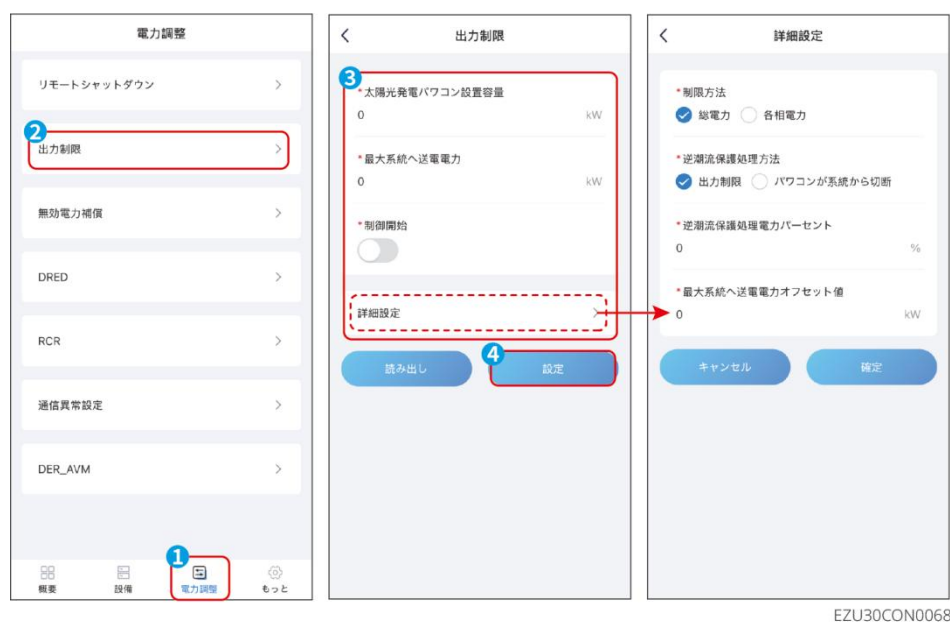 電力調整
リモートシャットダウン
2
出力制限
無効電力補償
DRED
RCR
通信異常設定
DER_AVM
1
概要
設備
電力調整
もっと
出力制限
3
*太陽光発電パワコン設置容量
0 kW
*最大系統へ送電電力
0 kW
*制御開始
詳細設定
4
読み出し 設定
詳細設定
*制限方法
総電力 各相電力
*逆潮流保護処理方法
出力制限 パワコンが系統から切断
*逆潮流保護処理電力パーセント
0 %
*最大系統へ送電電力オフセット値
0 kW
キャンセル 確定
EZU30CON0068